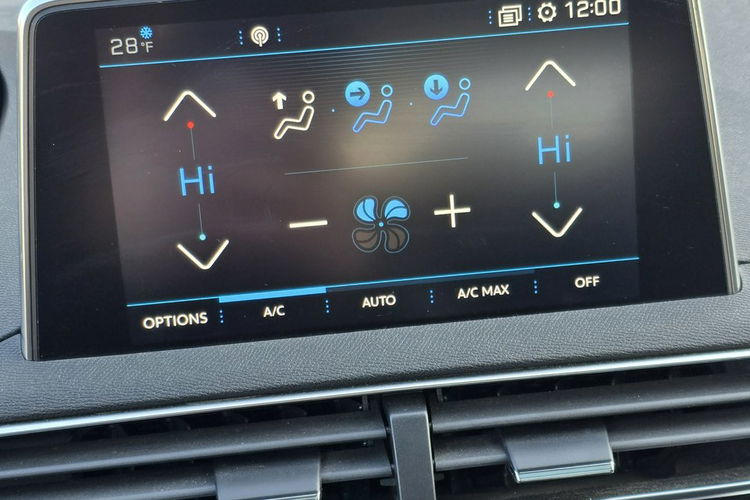 28 °F 12:00
Hi Hi
OPTIONS A/C AUTO A/C MAX OFF